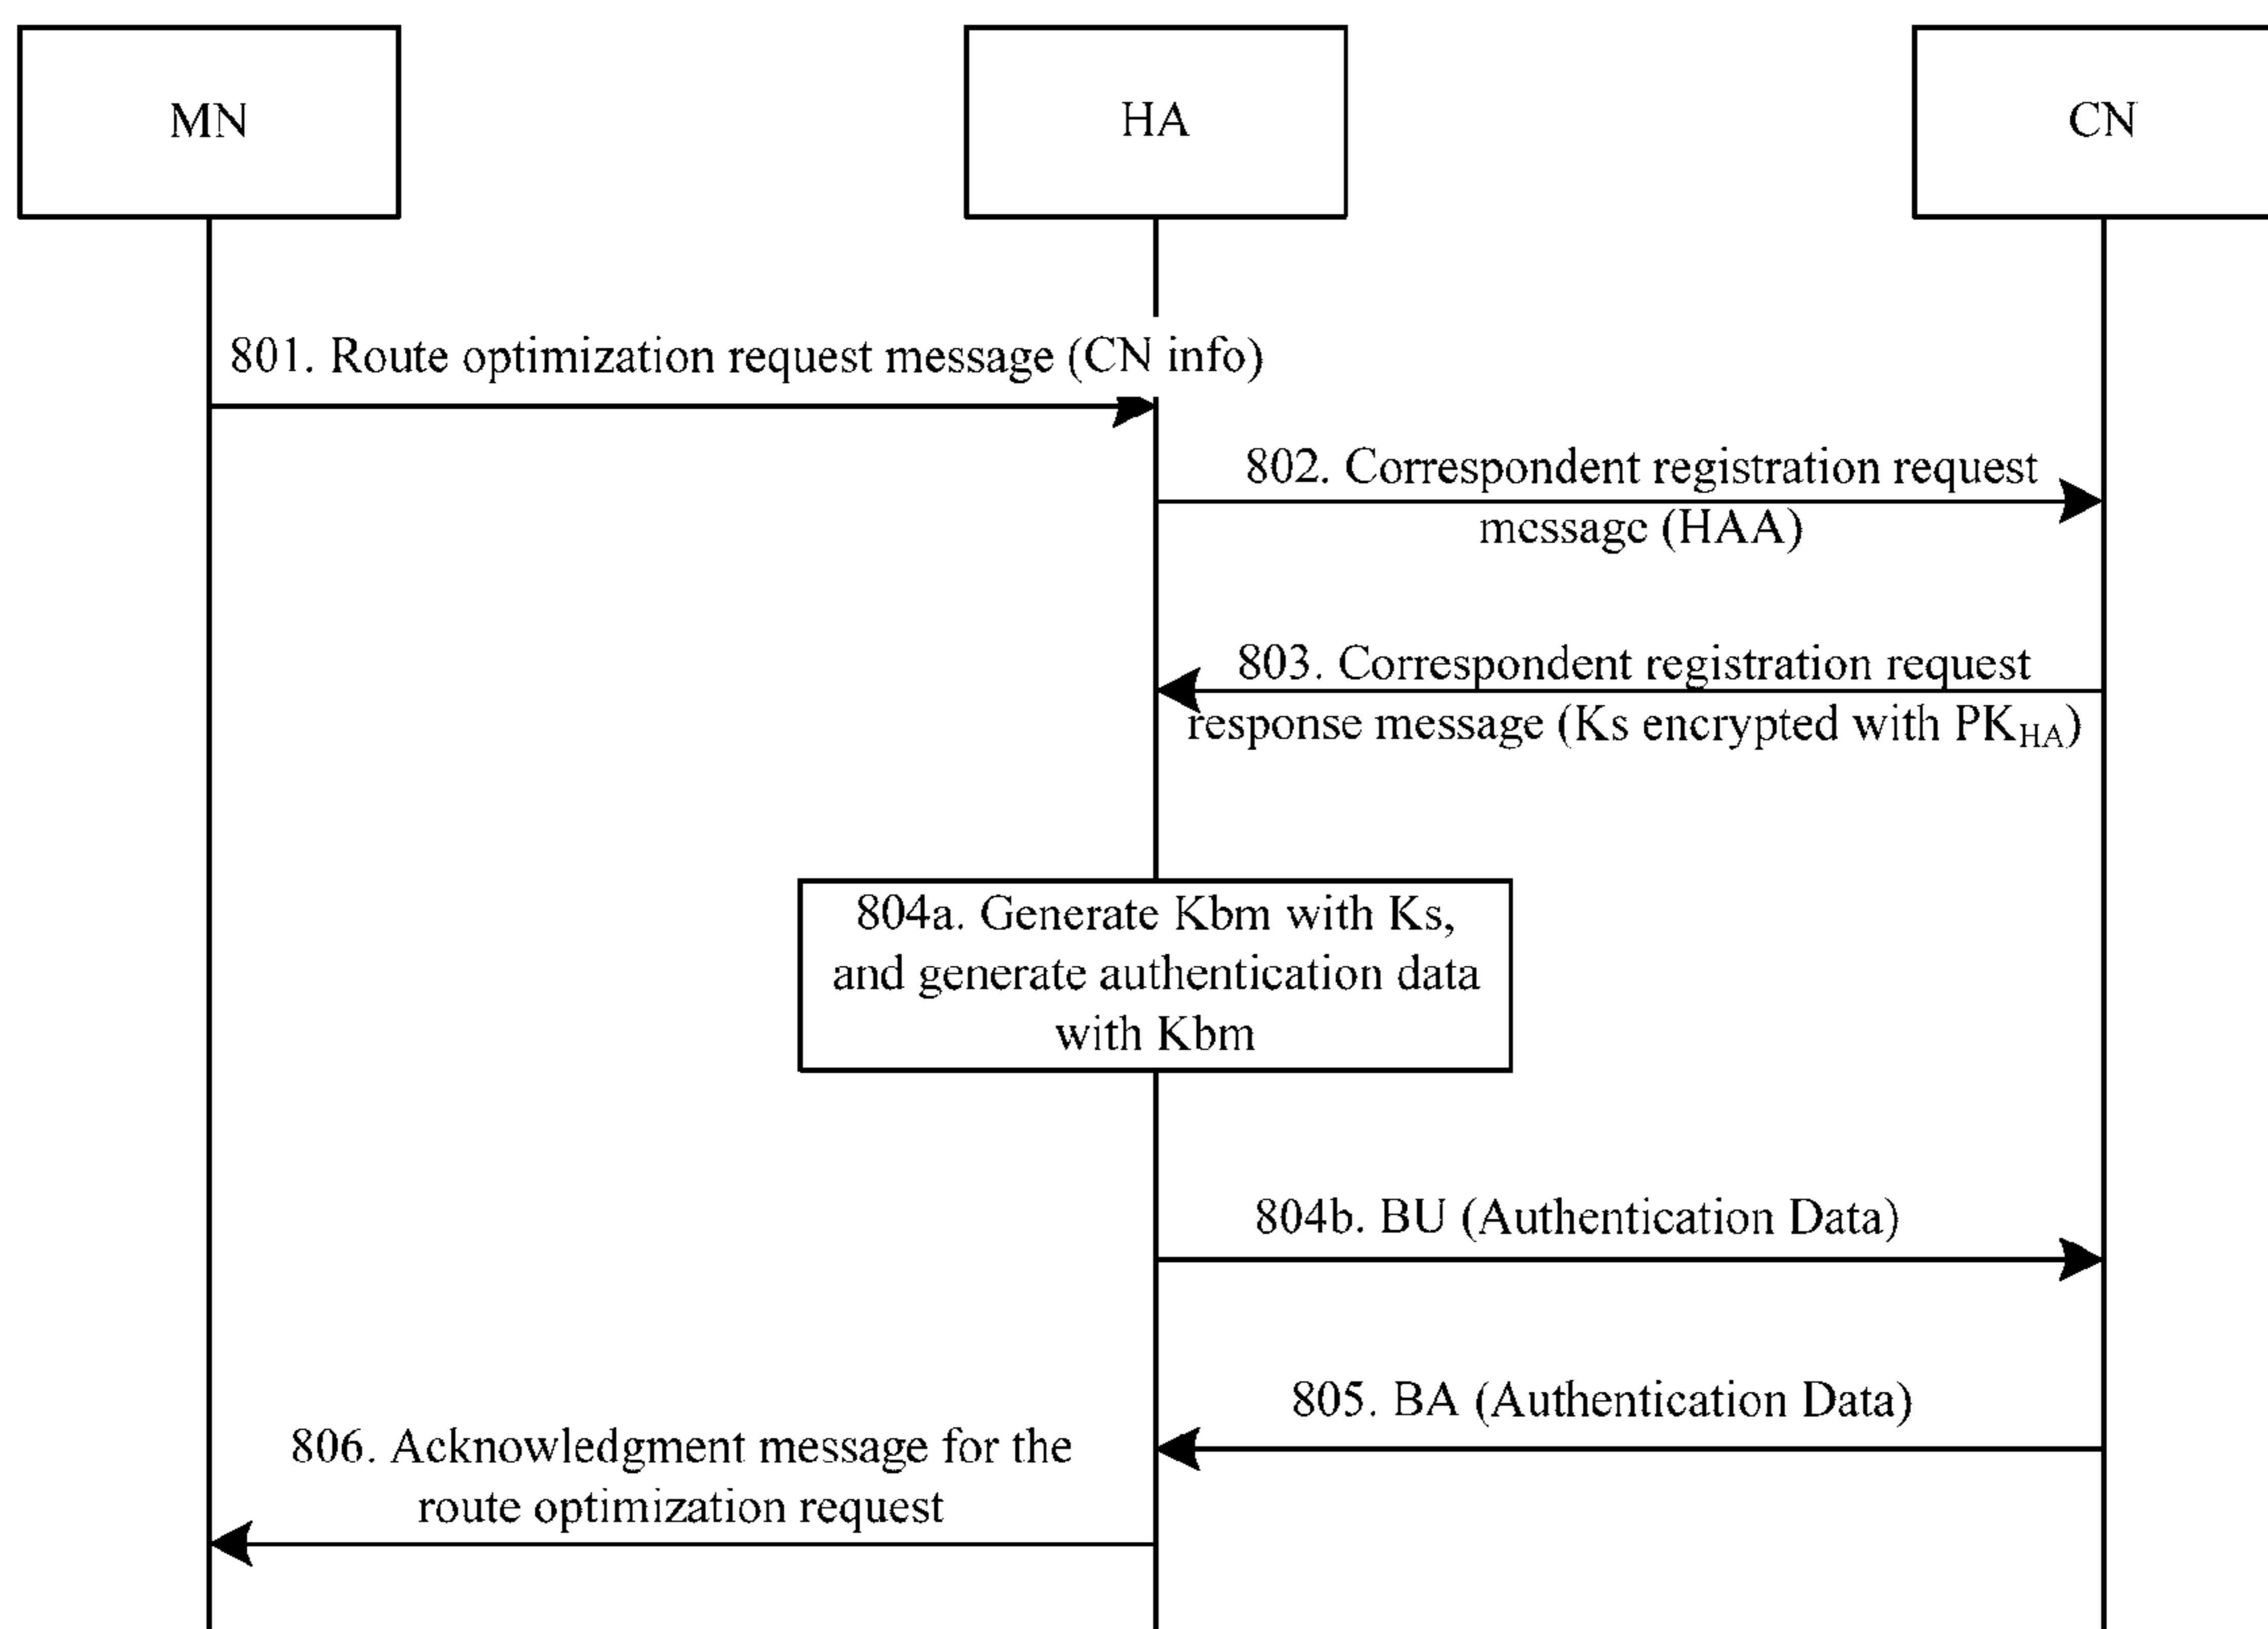 MN
HA
CN
801. Route optimization request message (CN info)
802. Correspondent registration request
message (HAA)
803. Correspondent registration request
response message (Ks encrypted with PK_HA)
804a. Generate Kbm with Ks,
and generate authentication data
with Kbm
804b. BU (Authentication Data)
805. BA (Authentication Data)
806. Acknowledgment message for the
route optimization request